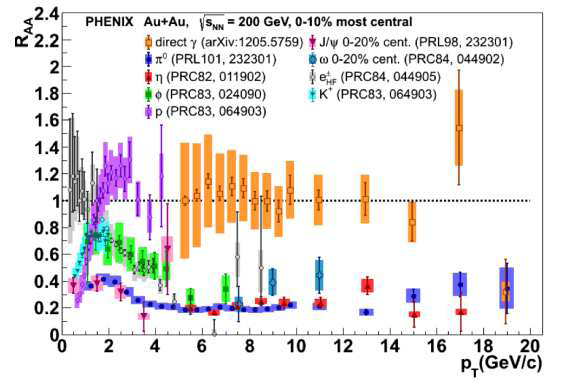 PHENIX Au+Au, √sNN = 200 GeV, 0-10% most central
direct γ (arXiv:1205.5759)
π⁰ (PRL101, 232301)
η (PRC82, 011902)
ϕ (PRC83, 024090)
p (PRC83, 064903)
J/ψ 0-20% cent. (PRL98, 232301)
ω 0-20% cent. (PRC84, 044902)
e±HF (PRC84, 044905)
K⁺ (PRC83, 064903)
RAA
2.4
2.2
2
1.8
1.6
1.4
1.2
1
0.8
0.6
0.4
0.2
0
0 2 4 6 8 10 12 14 16 18 20
pT(GeV/c)